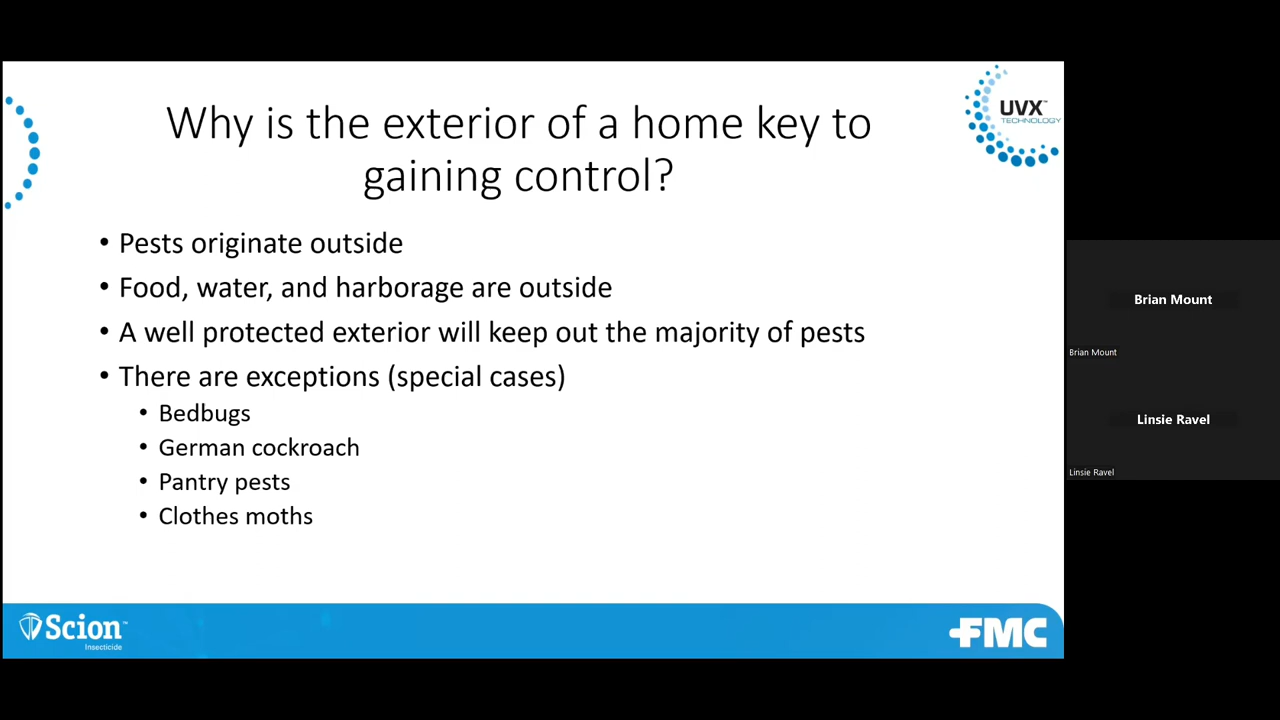 Why is the exterior of a home key to
gaining control?
UVX™
TECHNOLOGY
• Pests originate outside
• Food, water, and harborage are outside
• A well protected exterior will keep out the majority of pests
• There are exceptions (special cases)
• Bedbugs
• German cockroach
• Pantry pests
• Clothes moths
Scion™
Insecticide
FMC
Brian Mount
Brian Mount
Linsie Ravel
Linsie Ravel